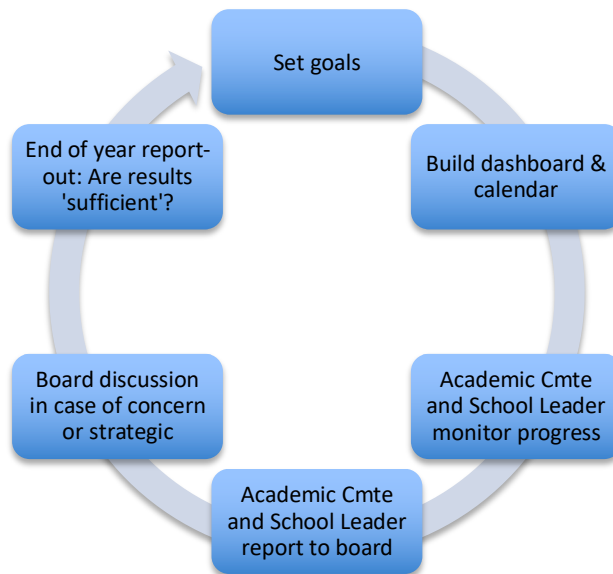 Set goals
Build dashboard &
calendar
Academic Cmte
and School Leader
monitor progress
Academic Cmte
and School Leader
report to board
Board discussion
in case of concern
or strategic
End of year report-
out: Are results
'sufficient'?